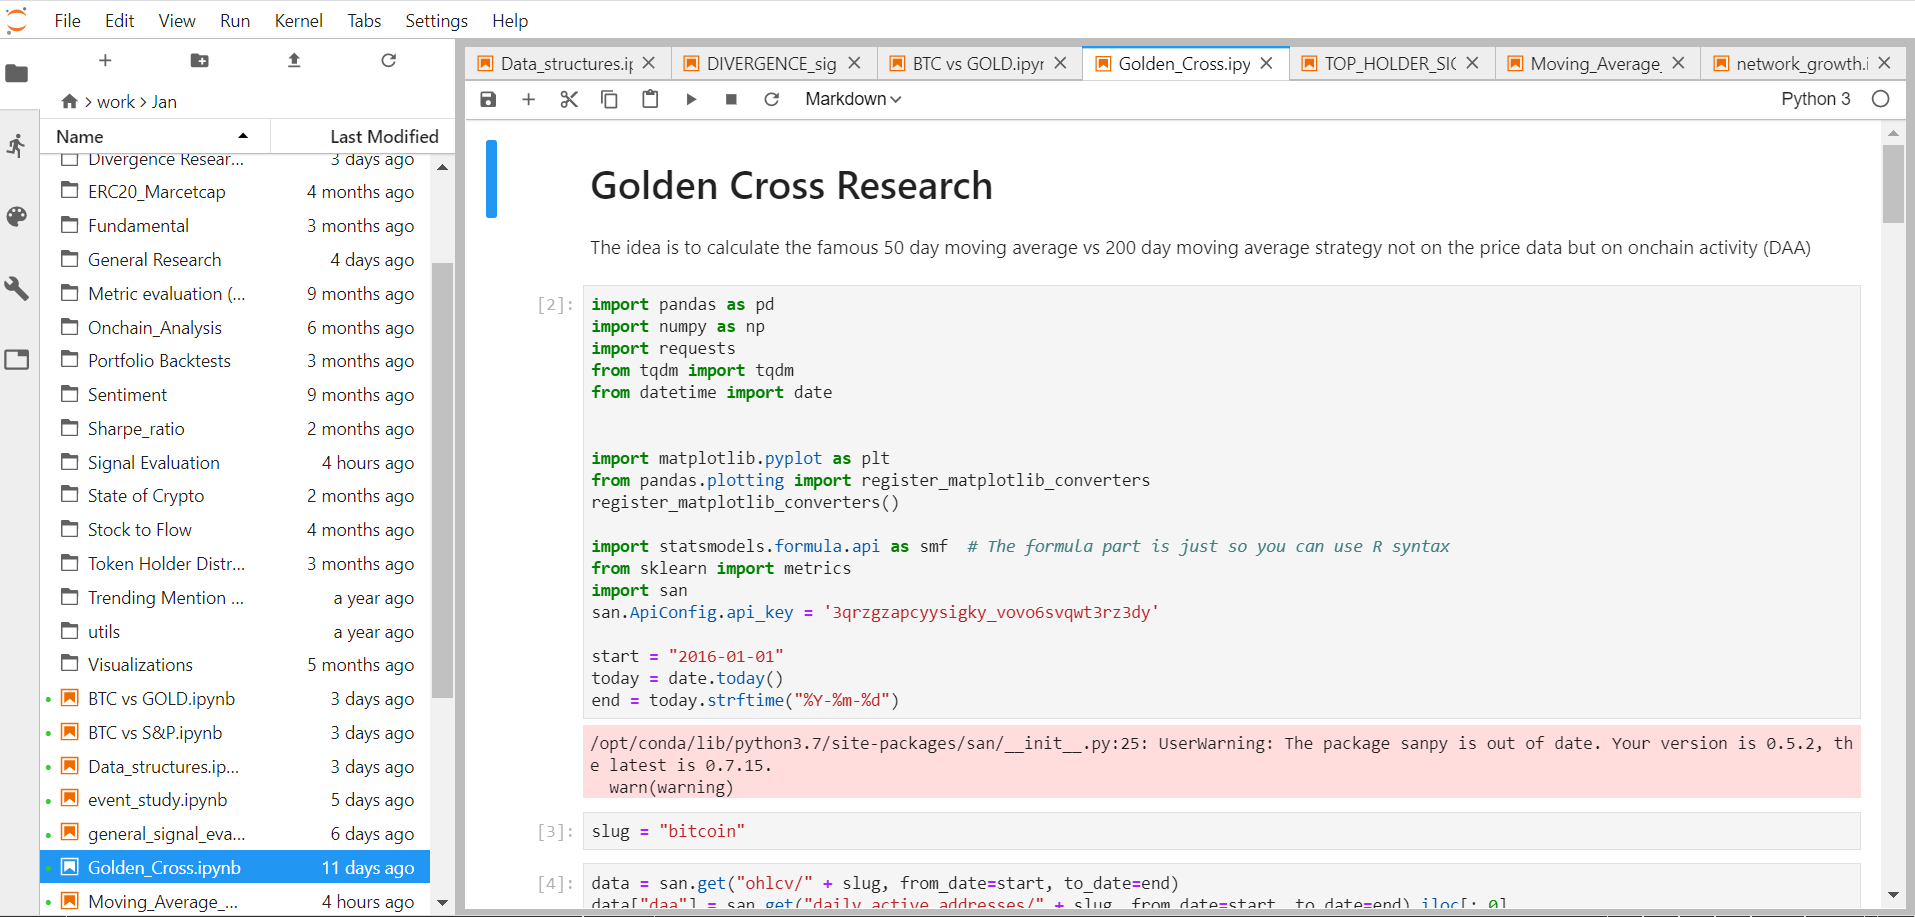 File Edit View Run Kernel Tabs Settings Help
work Jan
Name Last Modified
Divergence Resear... 3 days ago
ERC20_Marcetcap 4 months ago
Fundamental 3 months ago
General Research 4 days ago
Metric evaluation (... 9 months ago
Onchain_Analysis 6 months ago
Portfolio Backtests 3 months ago
Sentiment 9 months ago
Sharpe_ratio 2 months ago
Signal Evaluation 4 hours ago
State of Crypto 2 months ago
Stock to Flow 4 months ago
Token Holder Distr... 3 months ago
Trending Mention ... a year ago
utils a year ago
Visualizations 5 months ago
BTC vs GOLD.ipynb 3 days ago
BTC vs S&P.ipynb 3 days ago
Data_structures.ip... 3 days ago
event_study.ipynb 5 days ago
general_signal_eva... 6 days ago
Golden_Cross.ipynb 11 days ago
Moving_Average_... 4 hours ago
Data_structures.ip DIVERGENCE_sig BTC vs GOLD.ipyn Golden_Cross.ipy TOP_HOLDER_SIG Moving_Average_ network_growth.i
Markdown Python 3
Golden Cross Research
The idea is to calculate the famous 50 day moving average vs 200 day moving average strategy not on the price data but on onchain activity (DAA)
[2]: import pandas as pd
import numpy as np
import requests
from tqdm import tqdm
from datetime import date
import matplotlib.pyplot as plt
from pandas.plotting import register_matplotlib_converters
register_matplotlib_converters()
import statsmodels.formula.api as smf # The formula part is just so you can use R syntax
from sklearn import metrics
import san
san.ApiConfig.api_key = '3qrzgzapcyysigky_vovo6svqwt3rz3dy'
start = "2016-01-01"
today = date.today()
end = today.strftime("%Y-%m-%d")
/opt/conda/lib/python3.7/site-packages/san/__init__.py:25: UserWarning: The package sanpy is out of date. Your version is 0.5.2, th
e latest is 0.7.15.
warn(warning)
[3]: slug = "bitcoin"
[4]: data = san.get("ohlcv/" + slug, from_date=start, to_date=end)
data["daa"] = san.get("daily_active_addresses/" + slug, from_date=start, to_date=end).iloc[:, 0]